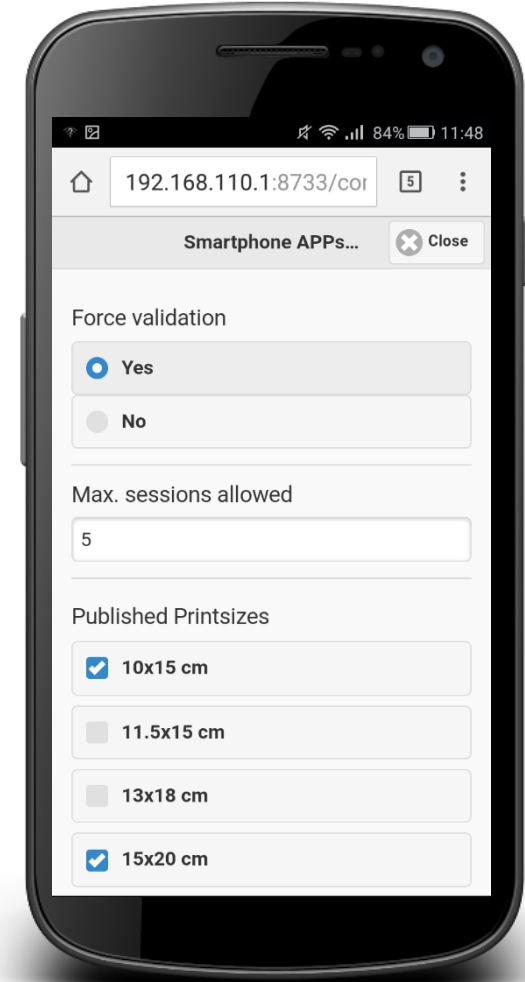 84% 11:48
192.168.110.1:8733/cor
5
Smartphone APPs...
Close
Force validation
Yes
No
Max. sessions allowed
5
Published Printsizes
10x15 cm
11.5x15 cm
13x18 cm
15x20 cm